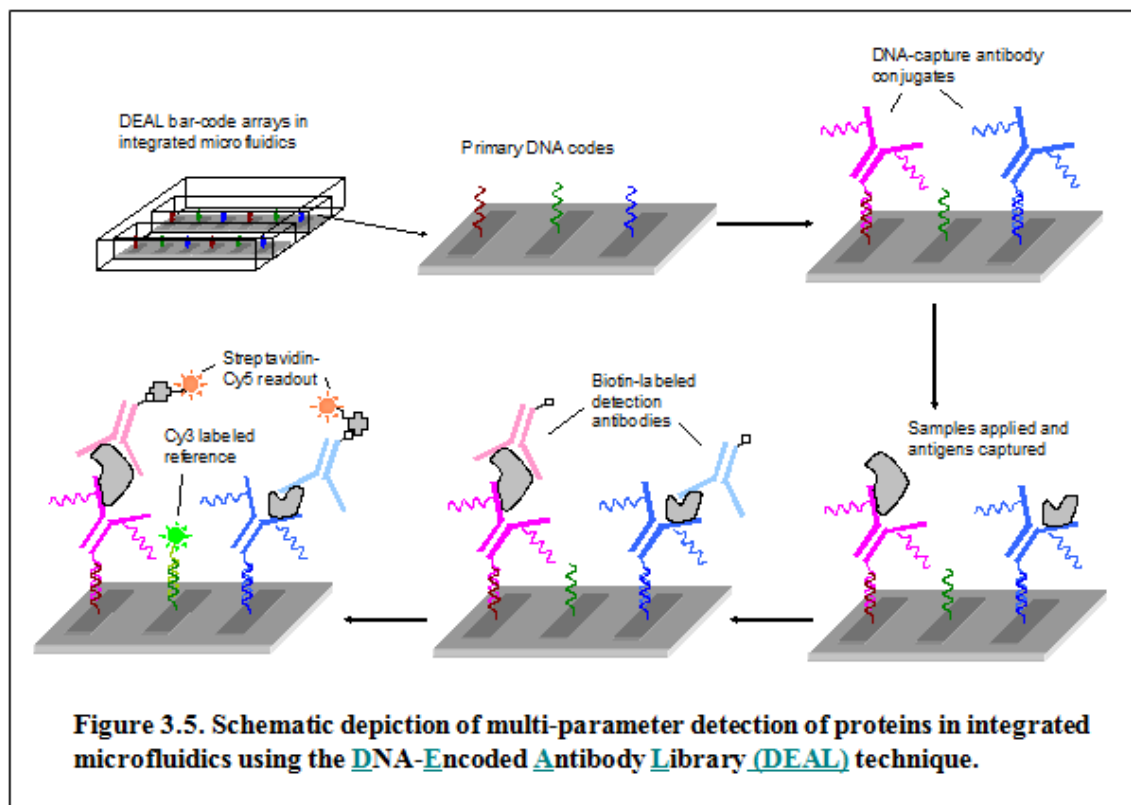 DEAL bar-code arrays in
integrated micro fluidics
Primary DNA codes
DNA-capture antibody
conjugates
Samples applied and
antigens captured
Biotin-labeled
detection
antibodies
Streptavidin-
Cy5 readout
Cy3 labeled
reference
Figure 3.5. Schematic depiction of multi-parameter detection of proteins in integrated
microfluidics using the DNA-Encoded Antibody Library (DEAL) technique.